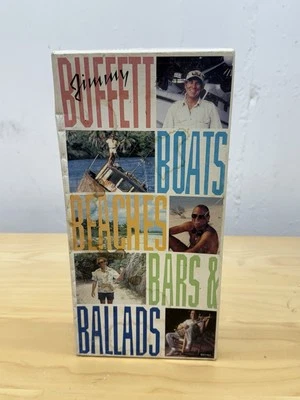 Jimmy
BUFFETT
BOATS
BEACHES
BARS &
BALLADS